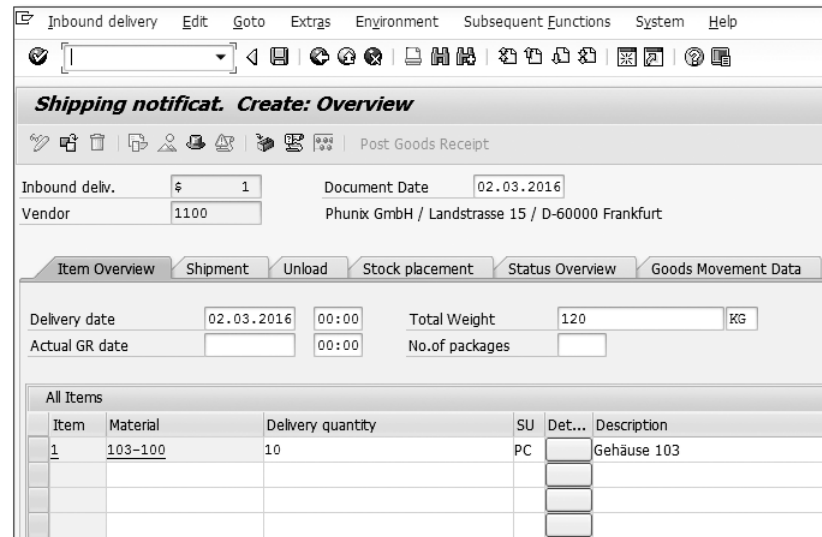 Inbound delivery Edit Goto Extras Environment Subsequent Functions System Help
Shipping notificat. Create: Overview
Post Goods Receipt
Inbound deliv. $ 1 Document Date 02.03.2016
Vendor 1100 Phunix GmbH / Landstrasse 15 / D-60000 Frankfurt
Item Overview Shipment Unload Stock placement Status Overview Goods Movement Data
Delivery date 02.03.2016 00:00 Total Weight 120 KG
Actual GR date 00:00 No.of packages
All Items
Item Material Delivery quantity SU Det... Description
1 103-100 10 PC Gehäuse 103